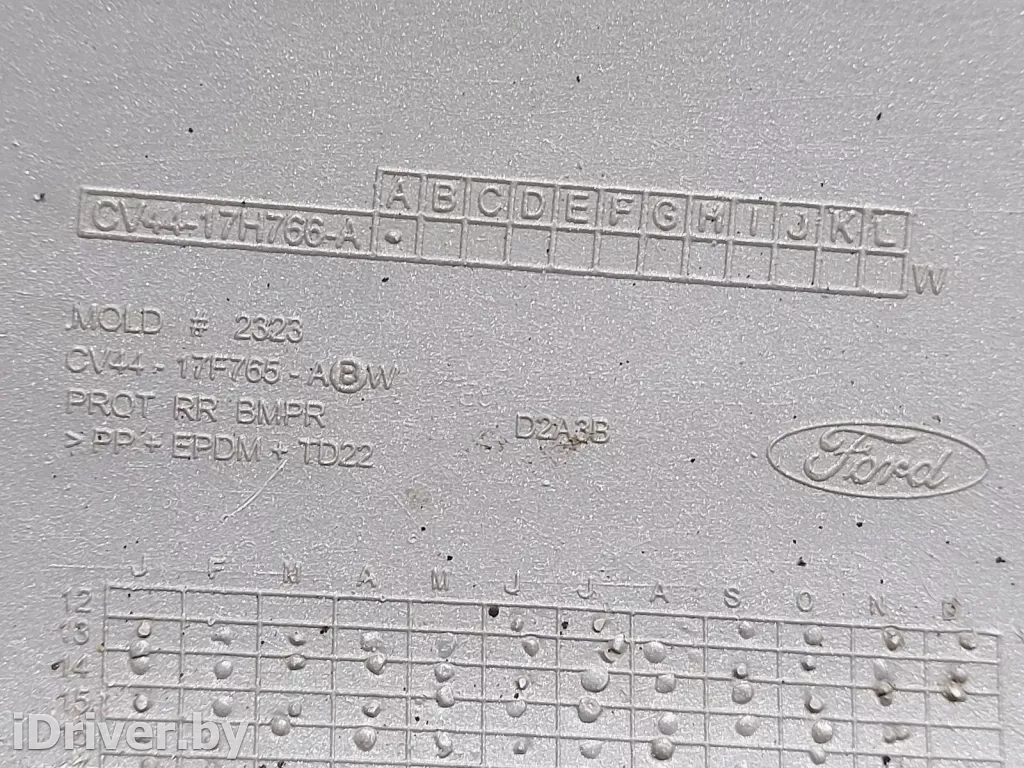 A B C D E F G H I J K L
CV44-17H766-A
W
MOLD # 2323
CV44 - 17F765 - ABW
PROT RR BMPR
D2A3B
>PP + EPDM + TD22
Ford
J F M A M J J A S O N D
12
13
14
15
iDriver.by